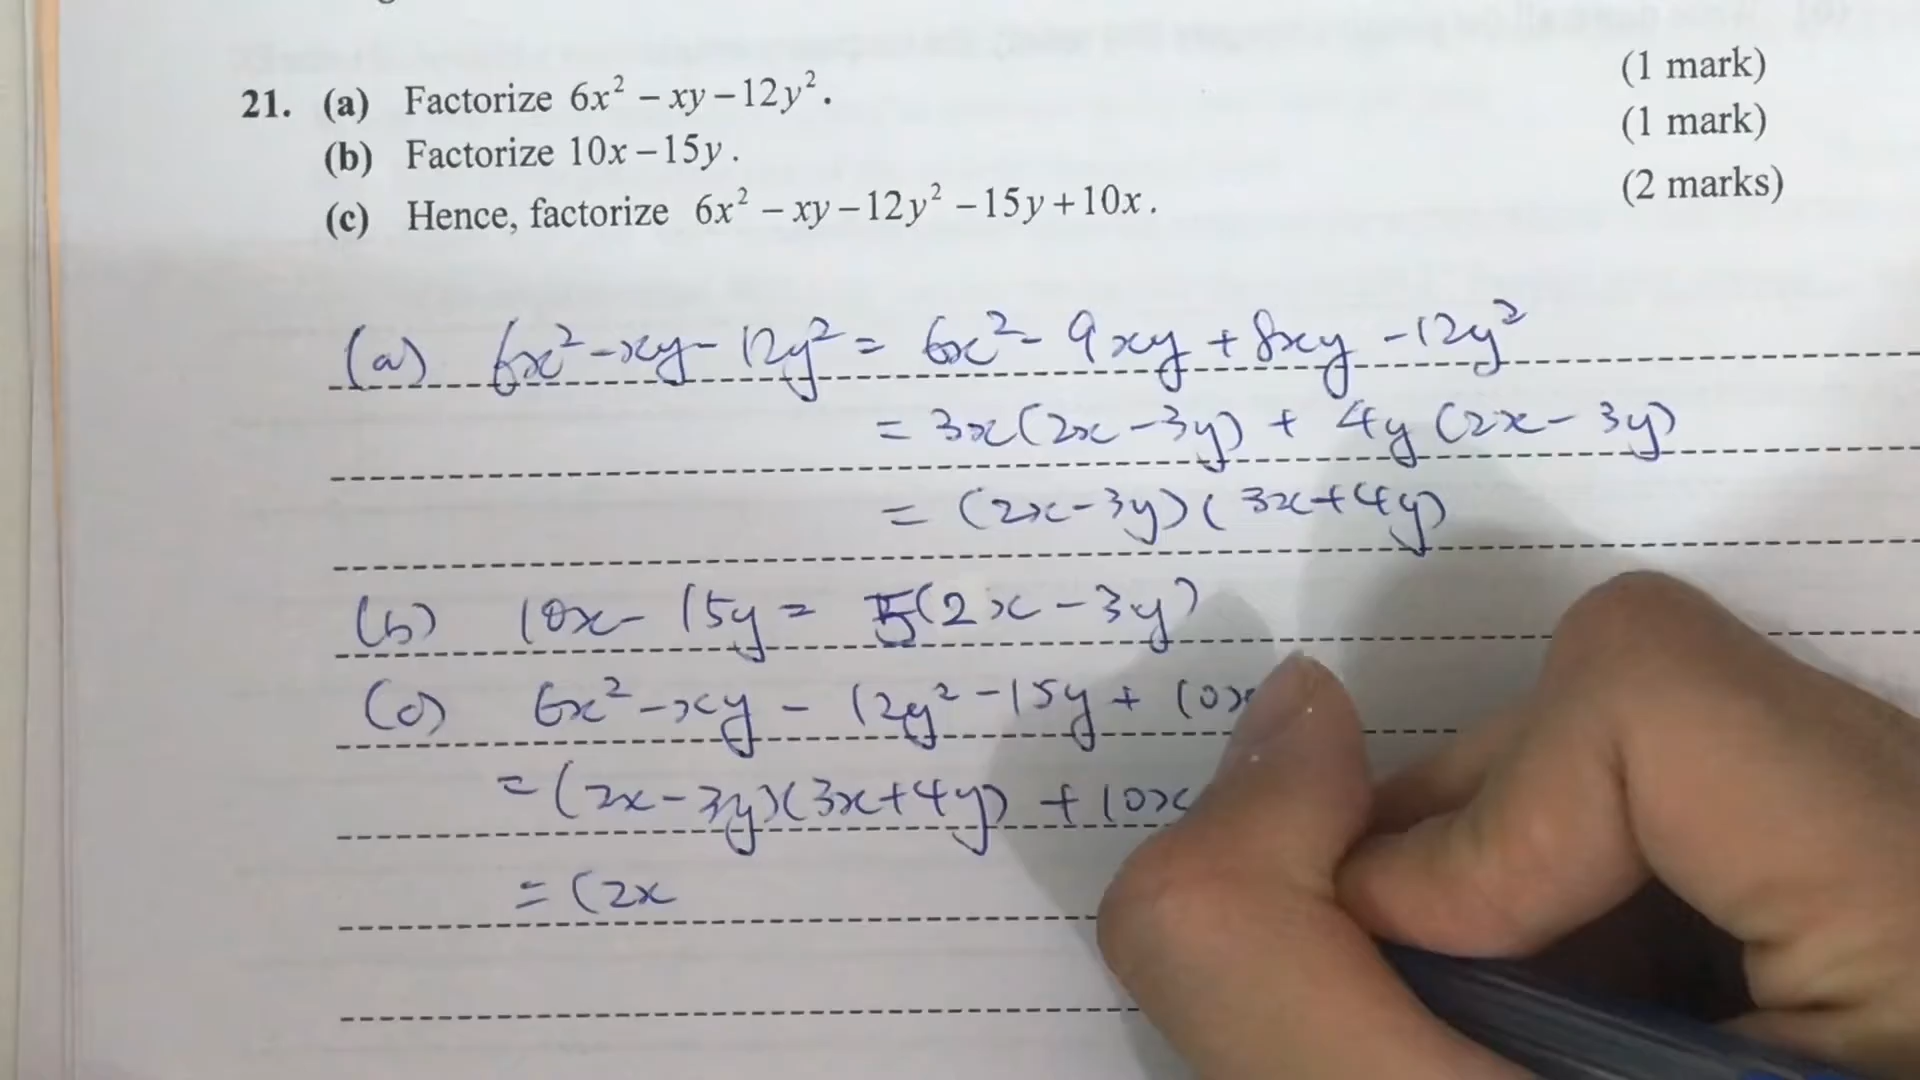 21. (a) Factorize 6x² − xy − 12y². (1 mark)
(b) Factorize 10x − 15y. (1 mark)
(c) Hence, factorize 6x² − xy − 12y² − 15y + 10x. (2 marks)
(a) 6x² − xy − 12y² = 6x² − 9xy + 8xy − 12y²
= 3x(2x − 3y) + 4y(2x − 3y)
= (2x − 3y)(3x + 4y)
(b) 10x − 15y = 5(2x − 3y)
(c) 6x² − xy − 12y² − 15y + 10x
= (2x − 3y)(3x + 4y) + 10x
= (2x